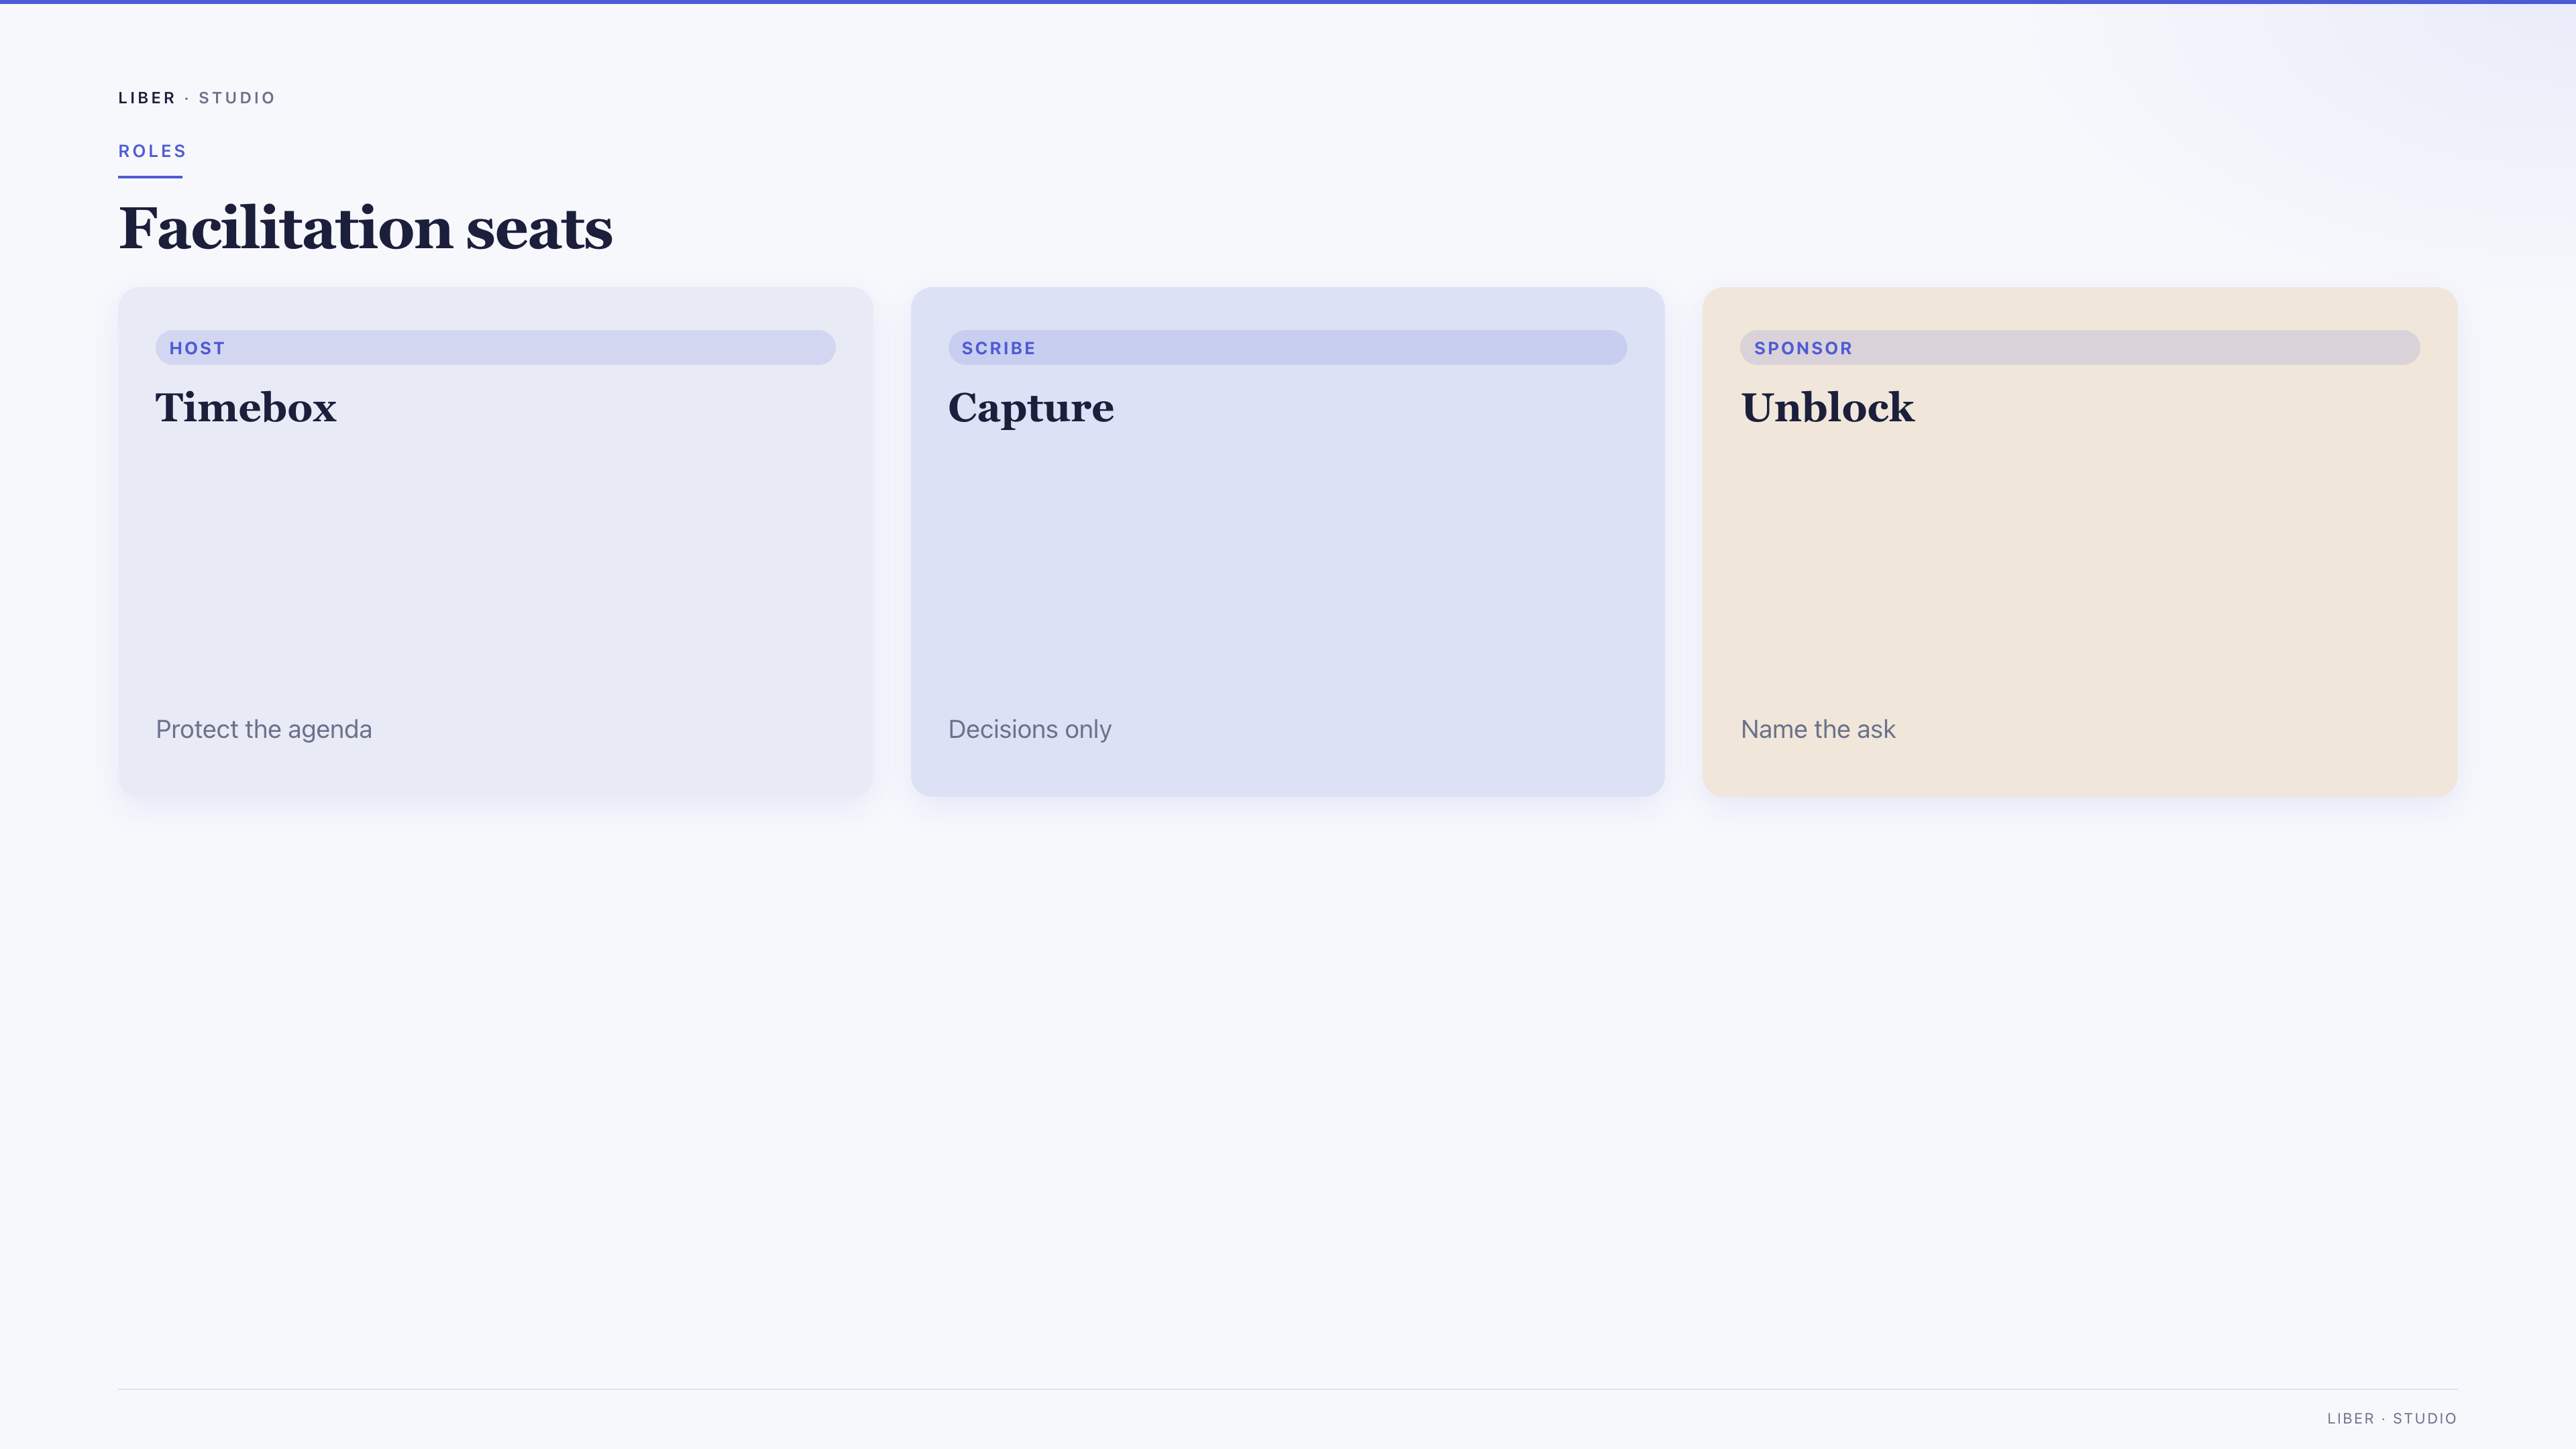 LIBER · STUDIO
ROLES
Facilitation seats
HOST
Timebox
Protect the agenda
SCRIBE
Capture
Decisions only
SPONSOR
Unblock
Name the ask
LIBER · STUDIO